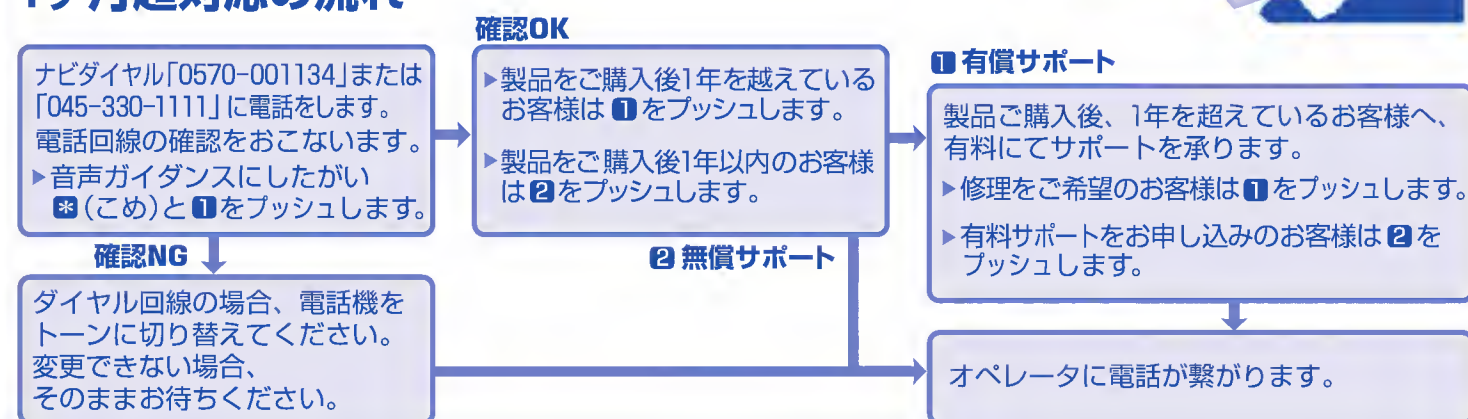 確認OK
ナビダイヤル「0570-001134」または
「045-330-1111」に電話をします。
電話回線の確認をおこないます。
▶音声ガイダンスにしたがい
*(こめ)と1をプッシュします。
▶製品をご購入後1年を越えている
お客様は1をプッシュします。
▶製品をご購入後1年以内のお客様
は2をプッシュします。
1 有償サポート
製品ご購入後、1年を超えているお客様へ、
有料にてサポートを承ります。
▶修理をご希望のお客様は1をプッシュします。
▶有料サポートをお申し込みのお客様は2を
プッシュします。
確認NG
2 無償サポート
ダイヤル回線の場合、電話機を
トーンに切り替えてください。
変更できない場合、
そのままお待ちください。
オペレータに電話が繋がります。